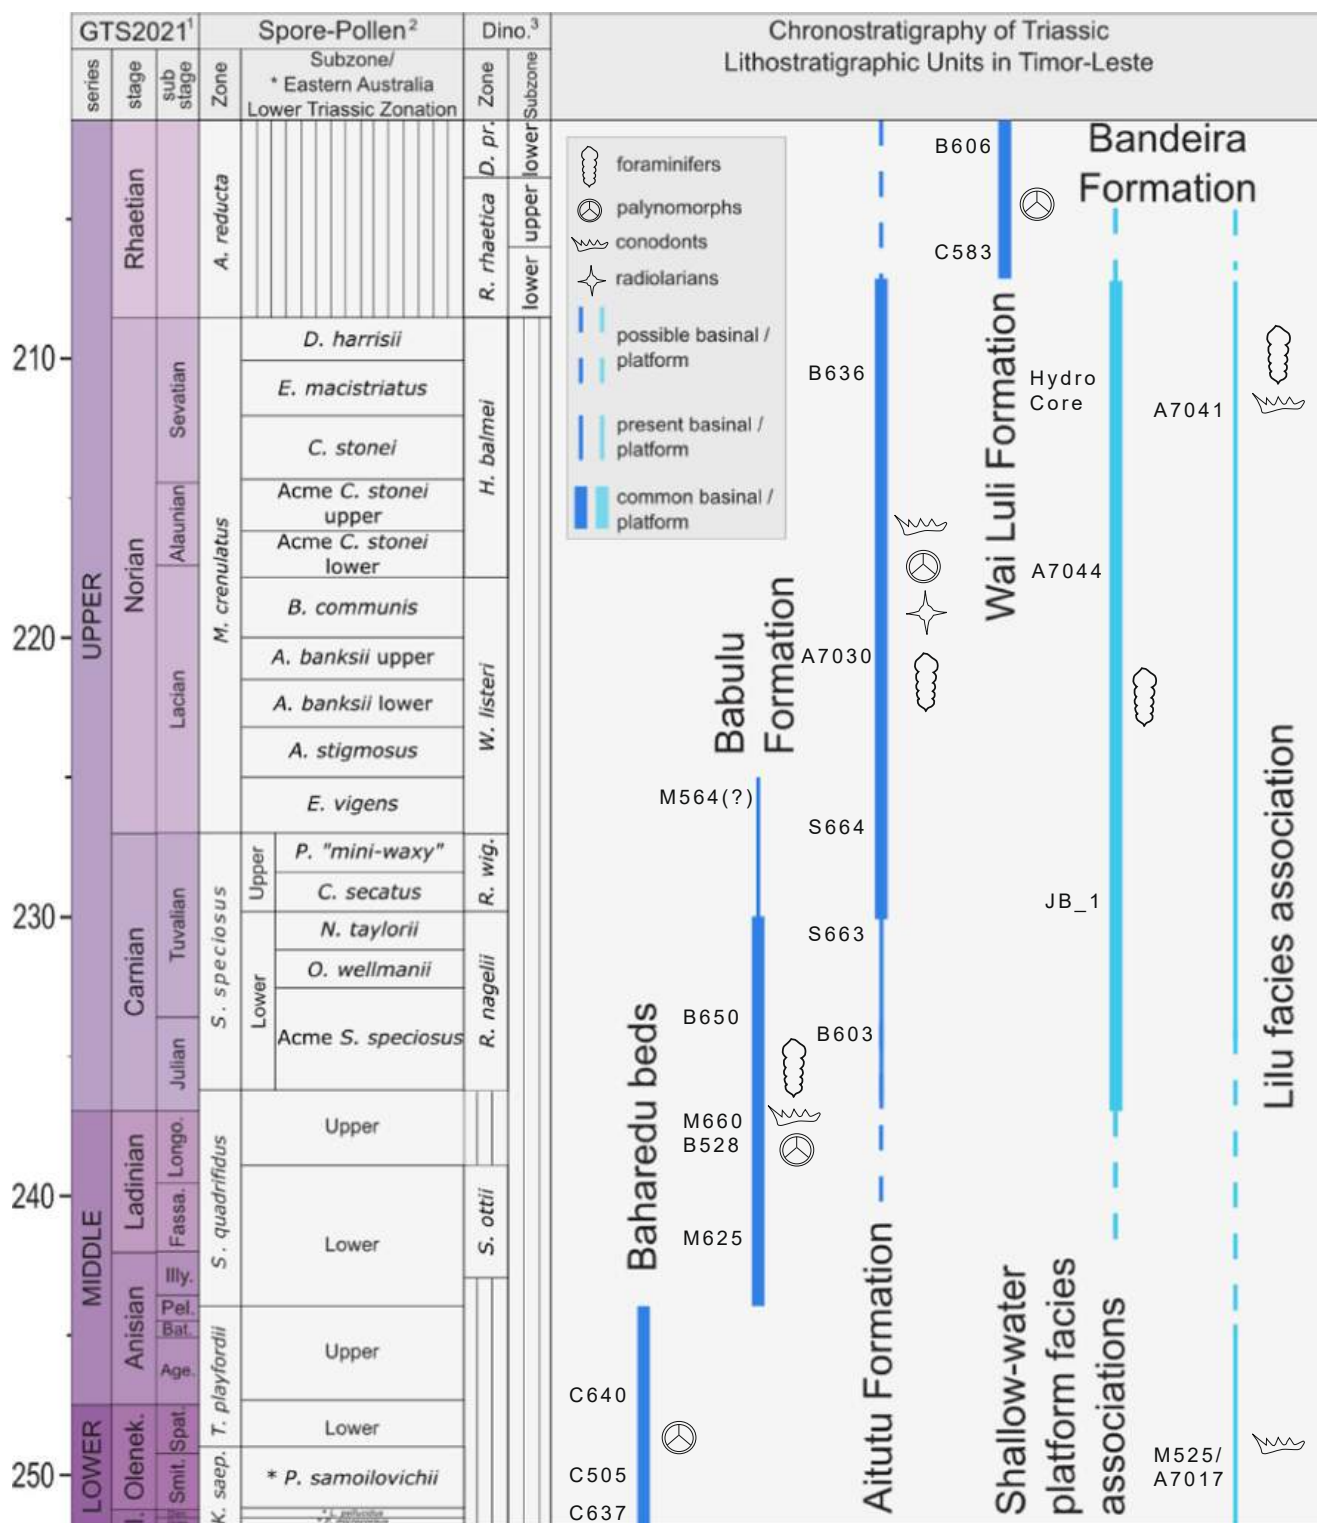 GTS2021¹
Spore-Pollen²
Dino.³
Chronostratigraphy of Triassic
Lithostratigraphic Units in Timor-Leste
series
stage
sub
stage
Zone
Subzone/
* Eastern Australia
Lower Triassic Zonation
Zone
Subzone
210
220
230
240
250
UPPER
MIDDLE
LOWER
Rhaetian
Norian
Carnian
Ladinian
Anisian
Olenek.
Sevatian
Alaunian
Lacian
Tuvalian
Julian
Longo.
Fassa.
Illy.
Pel.
Bat.
Age.
Spat.
Smit.
A. reducta
M. crenulatus
S. speciosus
S. quadrifidus
T. playfordii
K. saep.
D. harrisii
E. macistriatus
C. stonei
Acme C. stonei
upper
Acme C. stonei
lower
B. communis
A. banksii upper
A. banksii lower
A. stigmosus
E. vigens
Upper
P. "mini-waxy"
C. secatus
Lower
N. taylorii
O. wellmanii
Acme S. speciosus
Upper
Lower
Upper
Lower
* P. samoilovichii
D. pr.
R. rhaetica
H. balmei
W. listeri
R. wig.
R. nagelii
S. ottii
lower
upper
lower
foraminifers
palynomorphs
conodonts
radiolarians
possible basinal /
platform
present basinal /
platform
common basinal /
platform
Baharedu beds
C640
C505
C637
Babulu
Formation
M564(?)
B650
M660
B528
M625
Aitutu Formation
B636
A7030
S664
S663
B603
Wai Luli Formation
B606
C583
Bandeira
Formation
Hydro
Core
A7044
JB_1
Shallow-water
platform facies
associations
A7041
M525/
A7017
Lilu facies association